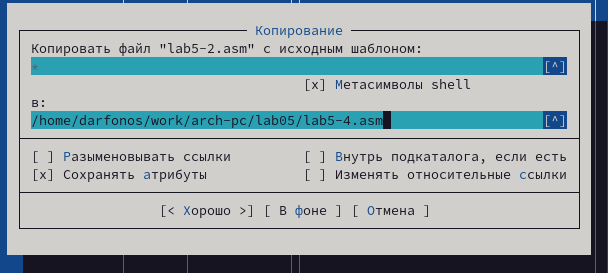 Копирование
Копировать файл "lab5-2.asm" с исходным шаблоном:
* [^]
[x] Метасимволы shell
в:
/home/darfonos/work/arch-pc/lab05/lab5-4.asm [^]
[ ] Разыменовывать ссылки [ ] Внутрь подкаталога, если есть
[x] Сохранять атрибуты [ ] Изменять относительные ссылки
[< Хорошо >] [ В фоне ] [ Отмена ]